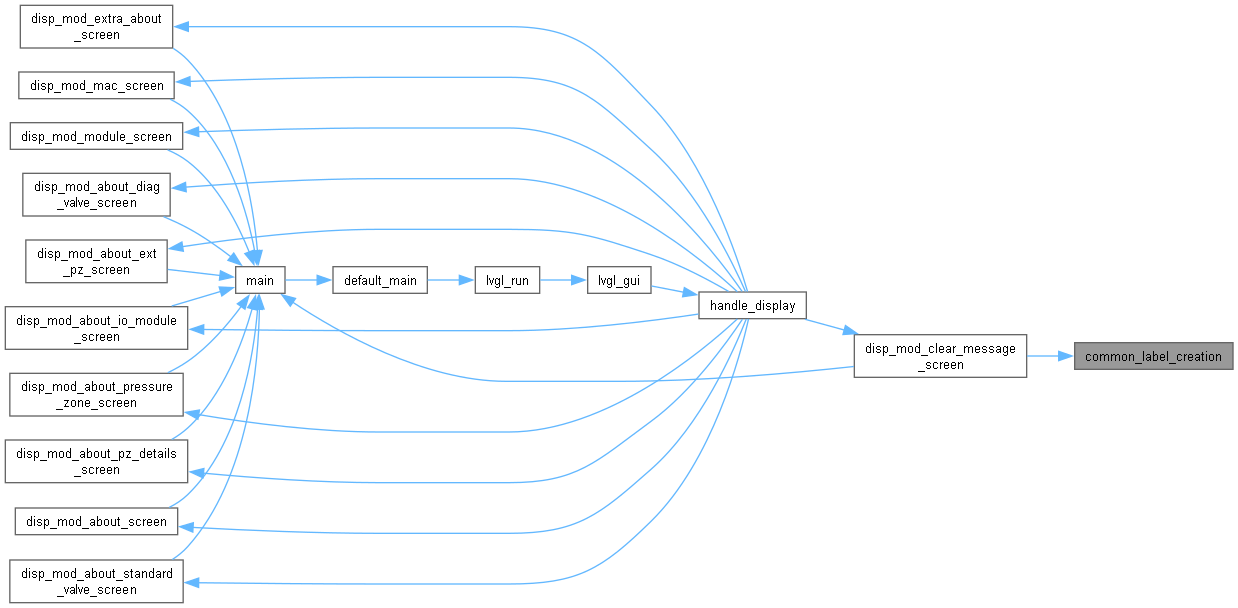 disp_mod_extra_about
_screen
disp_mod_mac_screen
disp_mod_module_screen
disp_mod_about_diag
_valve_screen
disp_mod_about_ext
_pz_screen
disp_mod_about_io_module
_screen
disp_mod_about_pressure
_zone_screen
disp_mod_about_pz_details
_screen
disp_mod_about_screen
disp_mod_about_standard
_valve_screen
main
default_main
lvgl_run
lvgl_gui
handle_display
disp_mod_clear_message
_screen
common_label_creation